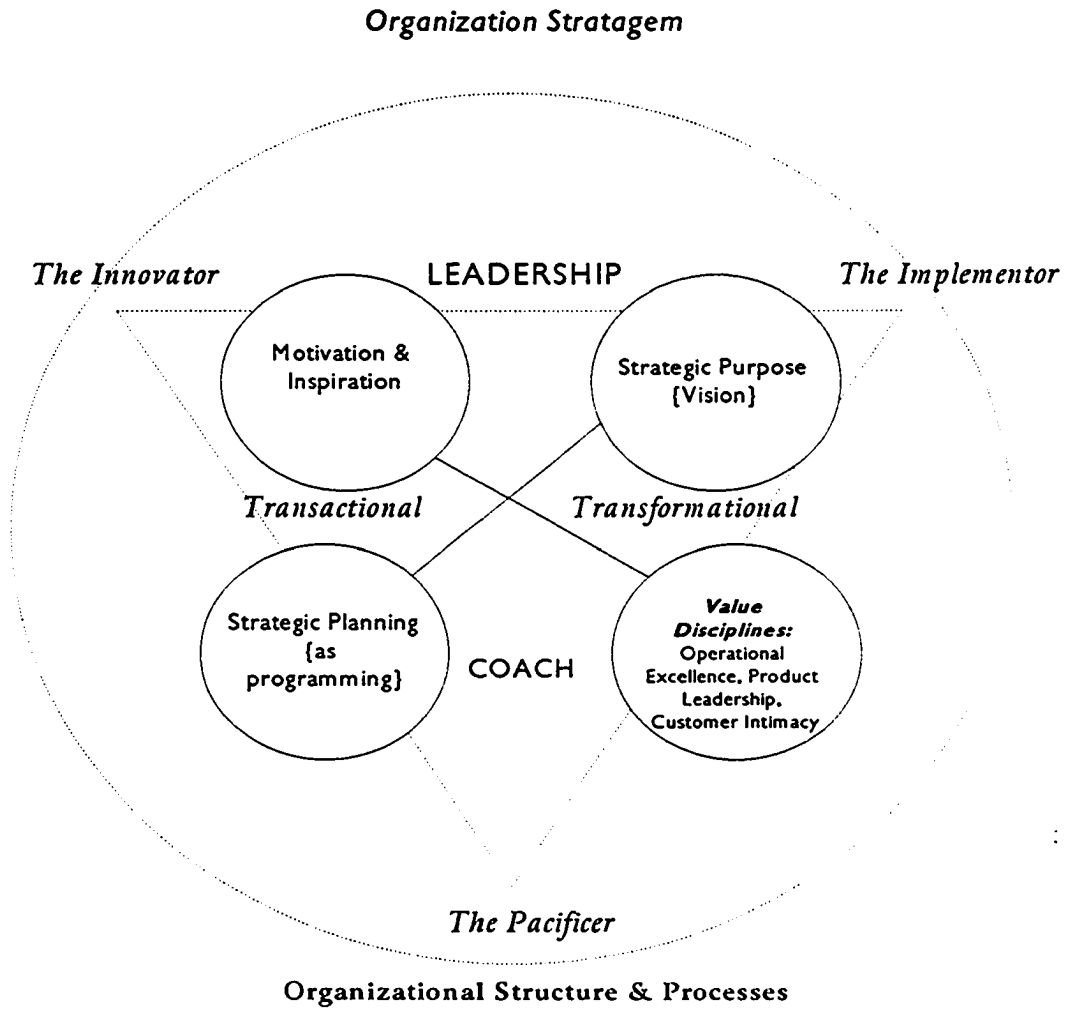 Organization Stratagem
The Innovator
LEADERSHIP
The Implementor
Motivation &
Inspiration
Strategic Purpose
{Vision}
Transactional
Transformational
Strategic Planning
{as
programming}
COACH
Value
Disciplines:
Operational
Excellence, Product
Leadership,
Customer Intimacy
The Pacificer
Organizational Structure & Processes